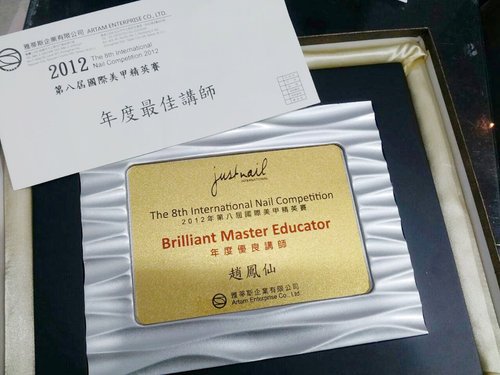 雅蒂斯企業有限公司 ARTAM ENTERPRISE CO., LTD.
2012 The 8th International
Nail Competition 2012
第八屆國際美甲精英賽
年度最佳講師
justnail
INTERNATIONAL
The 8th International Nail Competition
2012年第八屆國際美甲精英賽
Brilliant Master Educator
年度優良講師
趙鳳仙
雅蒂斯企業有限公司
Artam Enterprise Co., Ltd.